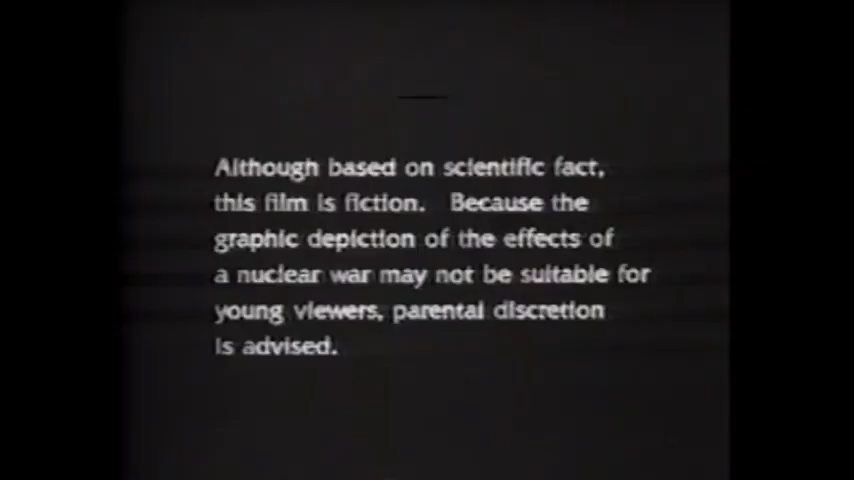 Although based on scientific fact,
this film is fiction. Because the
graphic depiction of the effects of
a nuclear war may not be suitable for
young viewers, parental discretion
is advised.